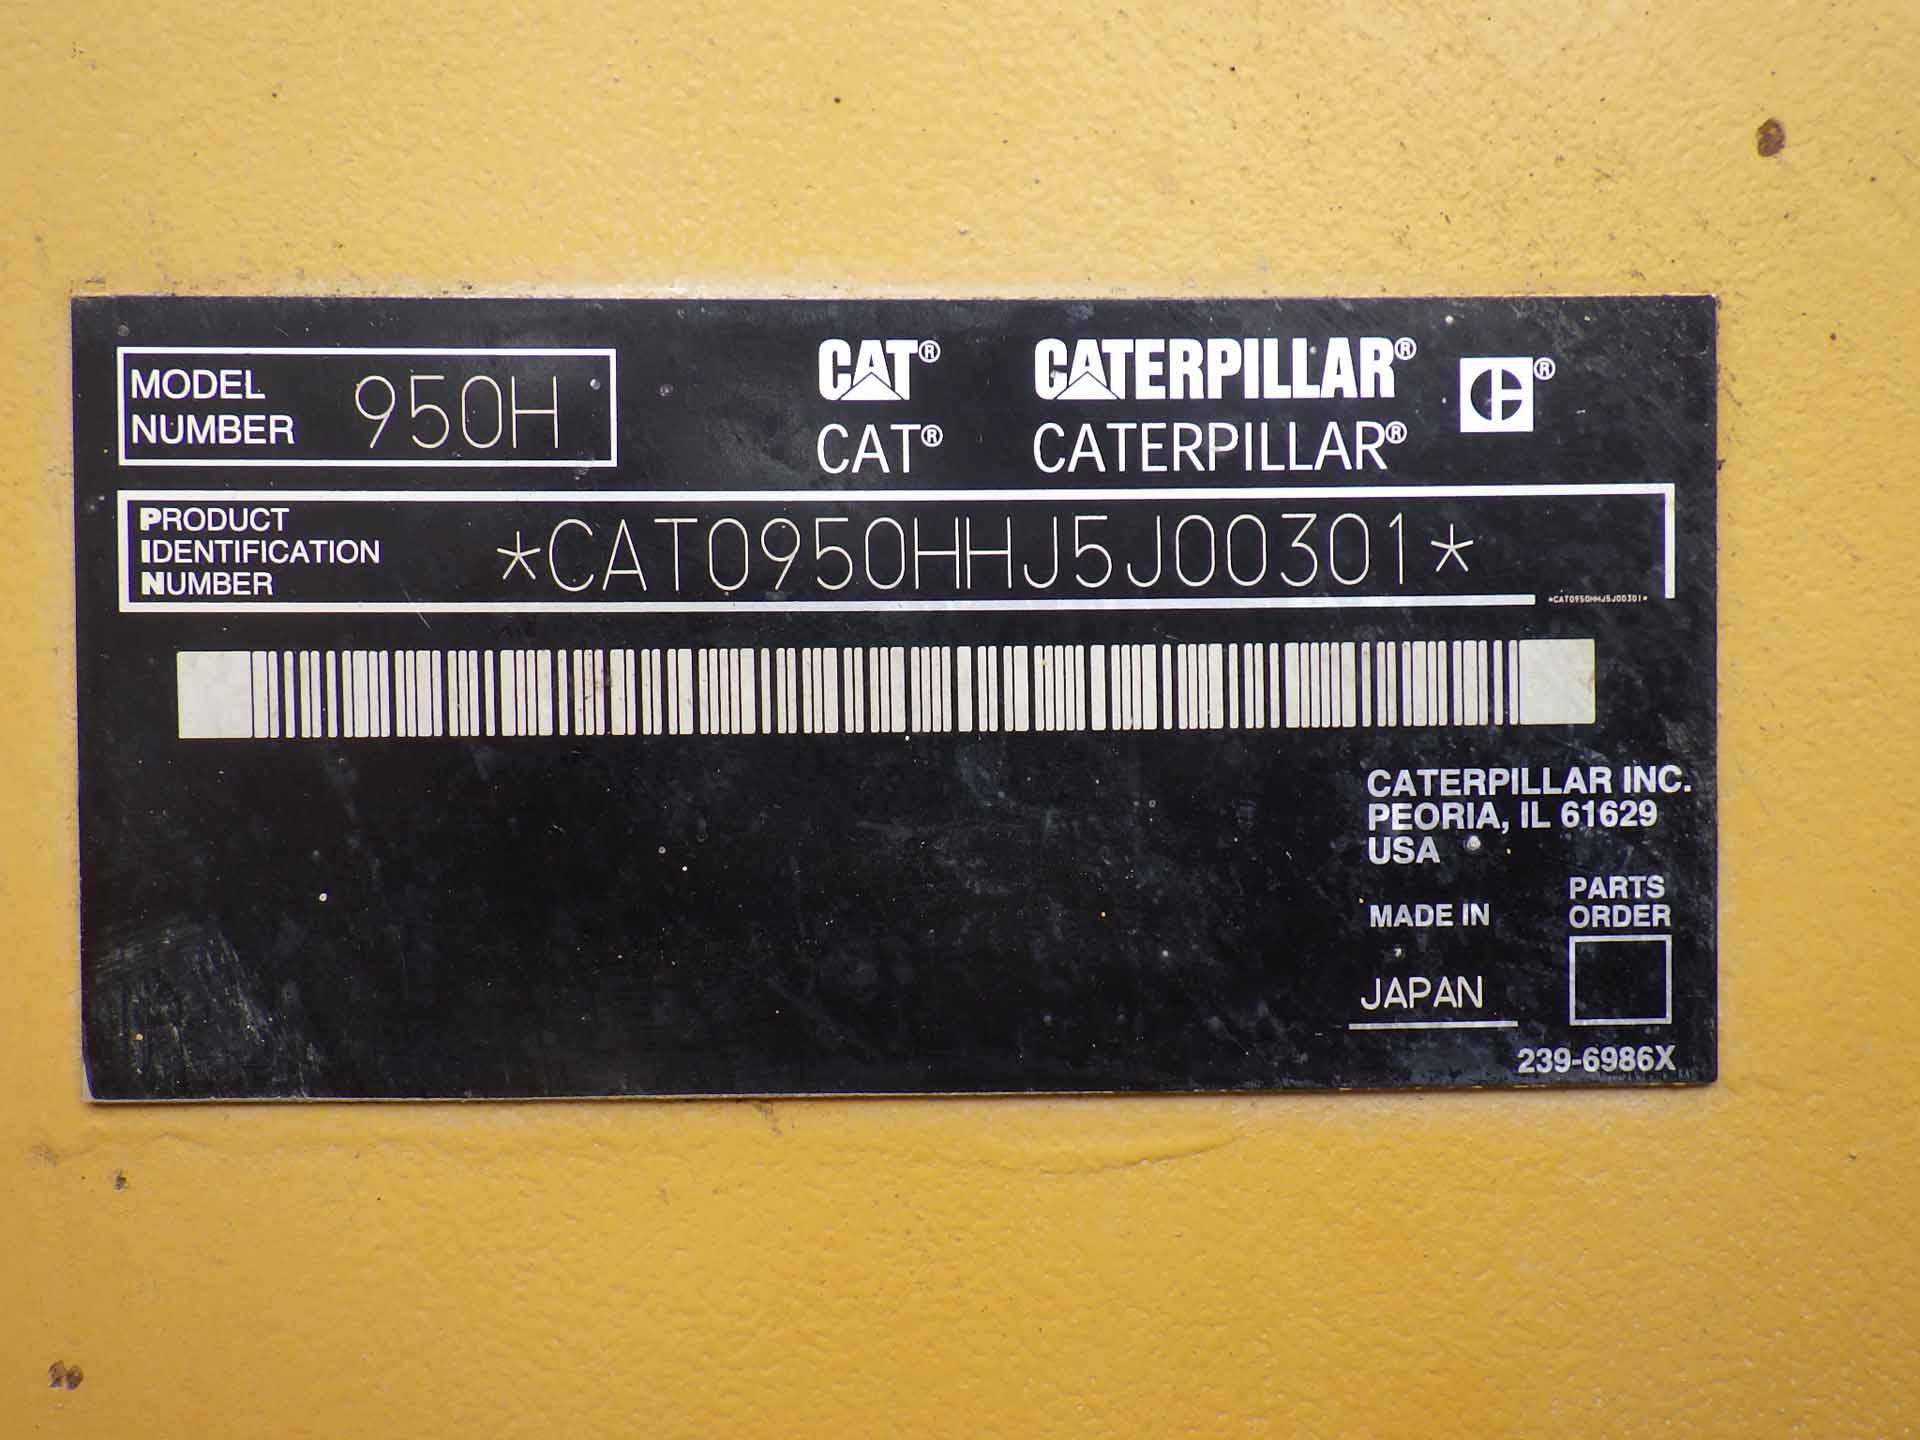 MODEL
NUMBER
950H
CAT® CATERPILLAR® ®
CAT® CATERPILLAR®
PRODUCT
IDENTIFICATION
NUMBER
*CAT0950HHJ5J00301*
*CAT0950HHJ5J00301*
CATERPILLAR INC.
PEORIA, IL 61629
USA
MADE IN
JAPAN
PARTS
ORDER
239-6986X